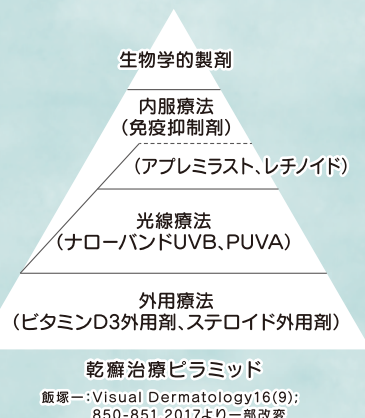 生物学的製剤
内服療法
（免疫抑制剤）
（アプレミラスト、レチノイド）
光線療法
（ナローバンドUVB、PUVA）
外用療法
（ビタミンD3外用剤、ステロイド外用剤）
乾癬治療ピラミッド
飯塚一：Visual Dermatology16(9)；
850-851,2017より一部改変